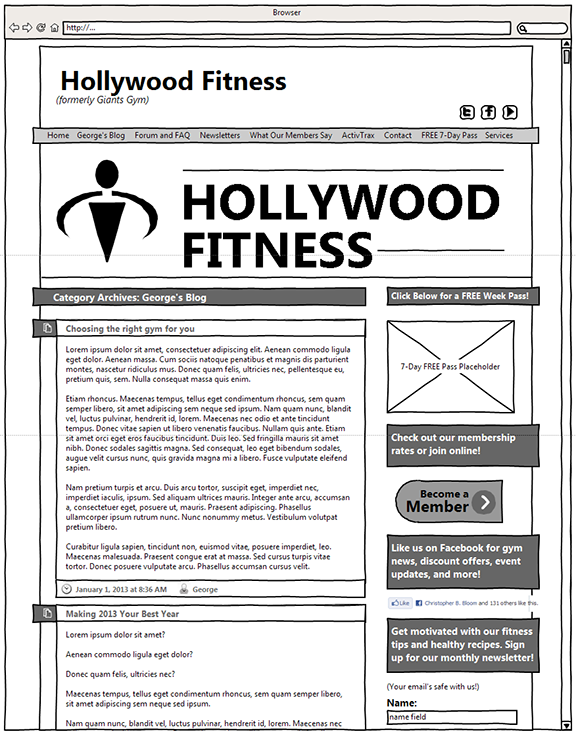 Browser
http://...
Hollywood Fitness
(formerly Giants Gym)
Home George's Blog Forum and FAQ Newsletters What Our Members Say ActivTrax Contact FREE 7-Day Pass Services
HOLLYWOOD
FITNESS
Category Archives: George's Blog
Choosing the right gym for you
Lorem ipsum dolor sit amet, consectetuer adipiscing elit. Aenean commodo ligula
eget dolor. Aenean massa. Cum sociis natoque penatibus et magnis dis parturient
montes, nascetur ridiculus mus. Donec quam felis, ultricies nec, pellentesque eu,
pretium quis, sem. Nulla consequat massa quis enim.
Etiam rhoncus. Maecenas tempus, tellus eget condimentum rhoncus, sem quam
semper libero, sit amet adipiscing sem neque sed ipsum. Nam quam nunc, blandit
vel, luctus pulvinar, hendrerit id, lorem. Maecenas nec odio et ante tincidunt
tempus. Donec vitae sapien ut libero venenatis faucibus. Nullam quis ante. Etiam
sit amet orci eget eros faucibus tincidunt. Duis leo. Sed fringilla mauris sit amet
nibh. Donec sodales sagittis magna. Sed consequat, leo eget bibendum sodales,
augue velit cursus nunc, quis gravida magna mi a libero. Fusce vulputate eleifend
sapien.
Nam pretium turpis et arcu. Duis arcu tortor, suscipit eget, imperdiet nec,
imperdiet iaculis, ipsum. Sed aliquam ultrices mauris. Integer ante arcu, accumsan
a, consectetuer eget, posuere ut, mauris. Praesent adipiscing. Phasellus
ullamcorper ipsum rutrum nunc. Nunc nonummy metus. Vestibulum volutpat
pretium libero.
Curabitur ligula sapien, tincidunt non, euismod vitae, posuere imperdiet, leo.
Maecenas malesuada. Praesent congue erat at massa. Sed cursus turpis vitae
tortor. Donec posuere vulputate arcu. Phasellus accumsan cursus velit.
January 1, 2013 at 8:36 AM George
Making 2013 Your Best Year
Lorem ipsum dolor sit amet?
Aenean commodo ligula eget dolor?
Donec quam felis, ultricies nec?
Maecenas tempus, tellus eget condimentum rhoncus, sem quam semper libero,
sit amet adipiscing sem neque sed ipsum.
Nam quam nunc, blandit vel, luctus pulvinar, hendrerit id, lorem. Maecenas nec
Click Below for a FREE Week Pass!
7-Day FREE Pass Placeholder
Check out our membership
rates or join online!
Become a
Member
Like us on Facebook for gym
news, discount offers, event
updates, and more!
Like Christopher B. Bloom and 131 others like this.
Get motivated with our fitness
tips and healthy recipes. Sign
up for our monthly newsletter!
(Your email's safe with us!)
Name:
name field